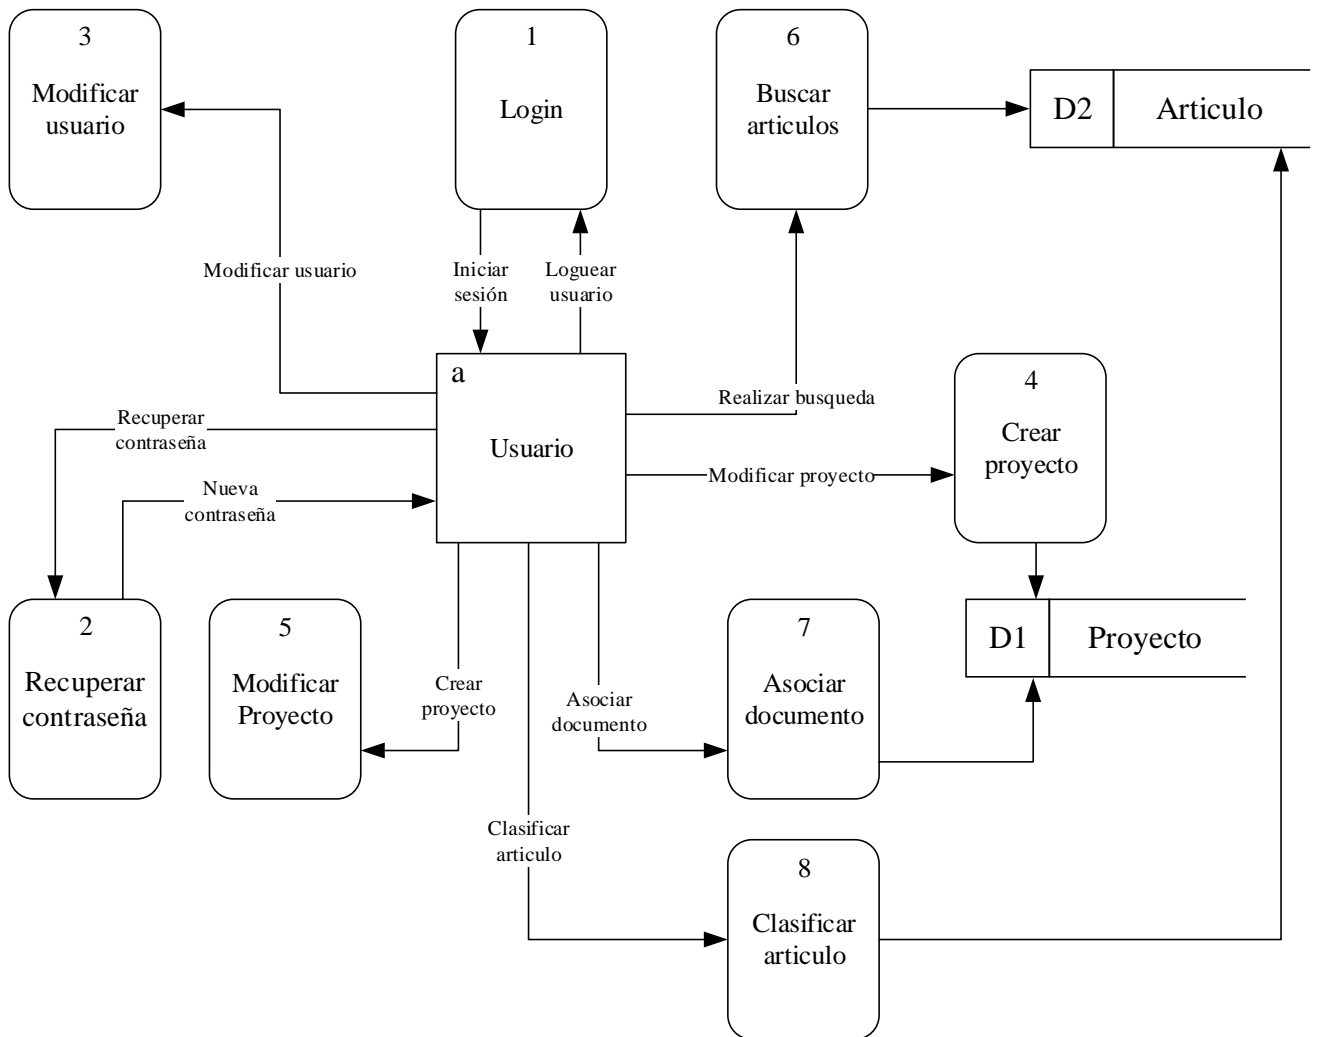 3
Modificar
usuario
1
Login
6
Buscar
articulos
D2
Articulo
Modificar usuario
Iniciar
sesión
Loguear
usuario
a
Usuario
Realizar busqueda
4
Crear
proyecto
Recuperar
contraseña
Modificar proyecto
Nueva
contraseña
2
Recuperar
contraseña
5
Modificar
Proyecto
Crear
proyecto
Asociar
documento
7
Asociar
documento
D1
Proyecto
Clasificar
articulo
8
Clasificar
articulo